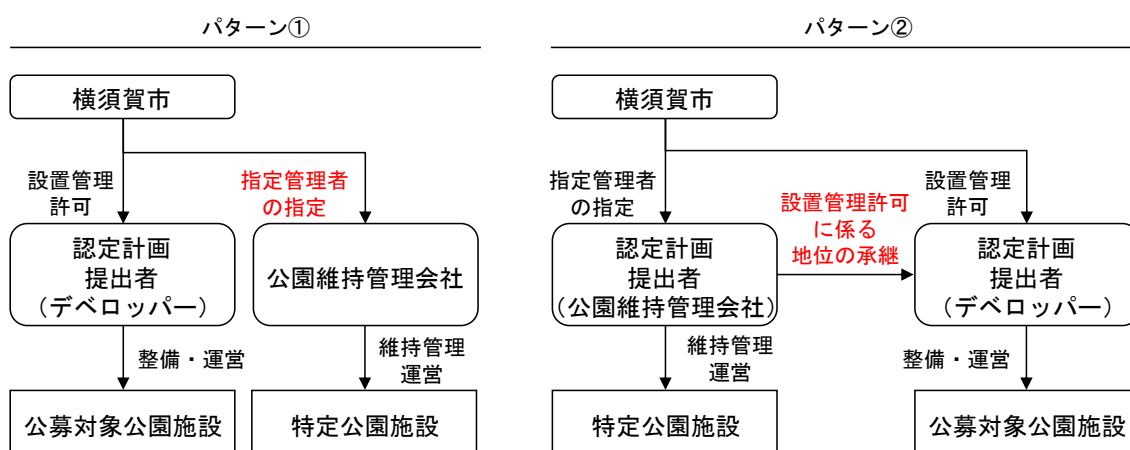 パターン①
横須賀市
設置管理
許可
指定管理者
の指定
認定計画
提出者
（デベロッパー）
公園維持管理会社
整備・運営
維持管理
運営
公募対象公園施設
特定公園施設
パターン②
横須賀市
指定管理者
の指定
設置管理許可
に係る
地位の承継
設置管理
許可
認定計画
提出者
（公園維持管理会社）
認定計画
提出者
（デベロッパー）
維持管理
運営
整備・運営
特定公園施設
公募対象公園施設